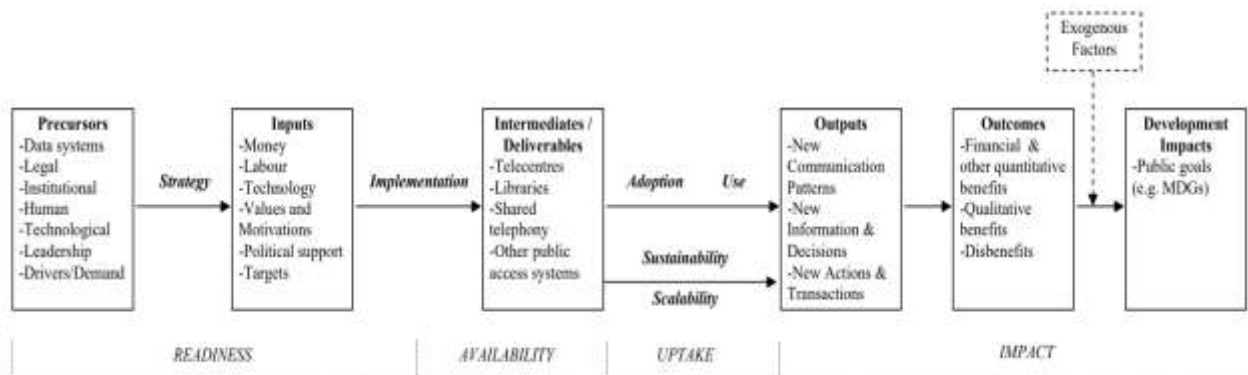 Exogenous
Factors
Precursors
-Data systems
-Legal
-Institutional
-Human
-Technological
-Leadership
-Drivers/Demand
Strategy
Inputs
-Money
-Labour
-Technology
-Values and
Motivations
-Political support
-Targets
Implementation
Intermediates /
Deliverables
-Telecentres
-Libraries
-Shared
telephony
-Other public
access systems
Adoption Use
Sustainability
Scalability
Outputs
-New
Communication
Patterns
-New
Information &
Decisions
-New Actions &
Transactions
Outcomes
-Financial &
other quantitative
benefits
-Qualitative
benefits
-Disbenefits
Development
Impacts
-Public goals
(e.g. MDGs)
READINESS
AVAILABILITY
UPTAKE
IMPACT